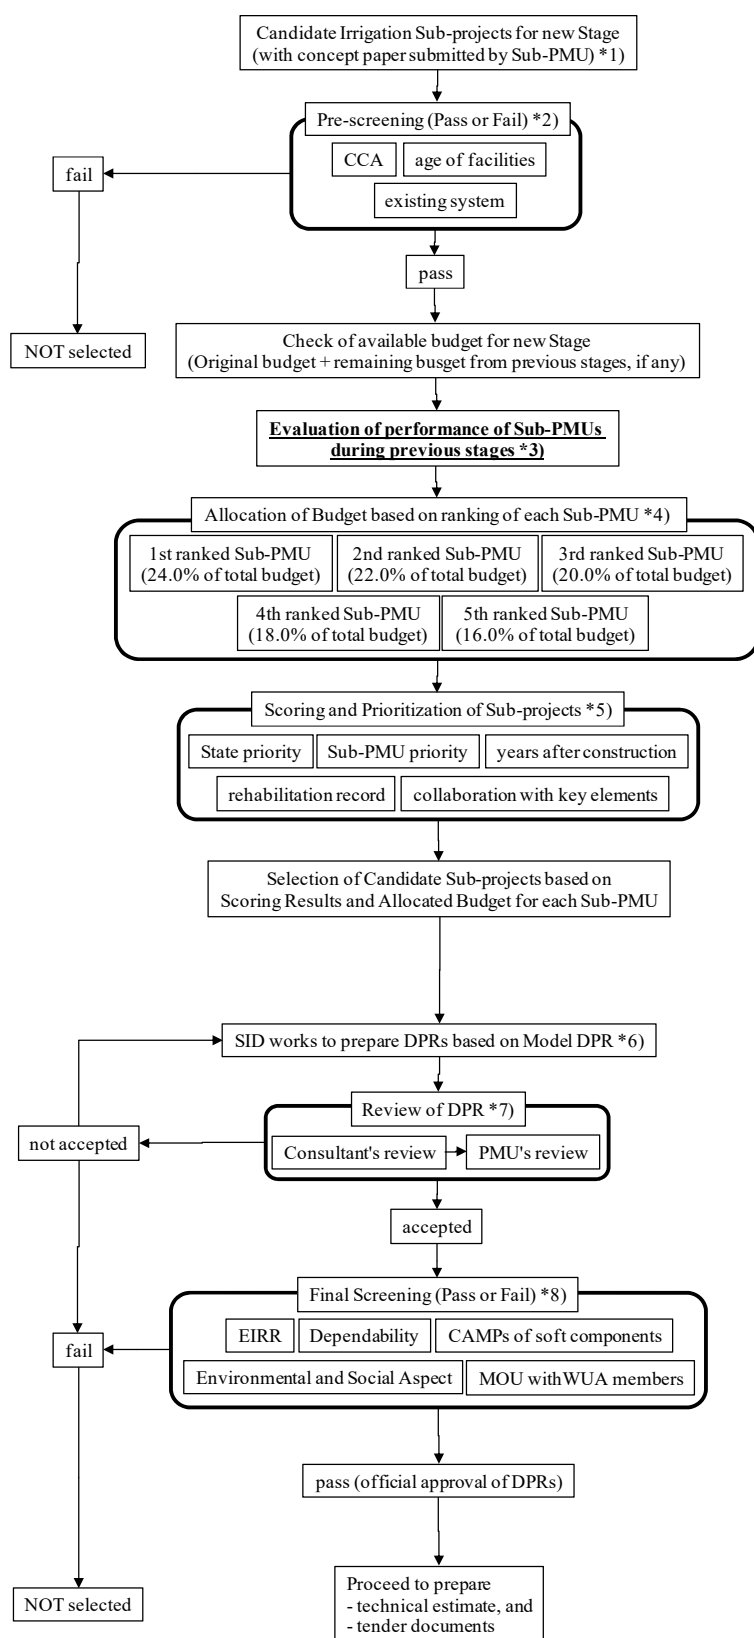 Candidate Irrigation Sub-projects for new Stage
(with concept paper submitted by Sub-PMU) *1)
Pre-screening (Pass or Fail) *2)
CCA
age of facilities
existing system
fail
pass
NOT selected
Check of available budget for new Stage
(Original budget + remaining busget from previous stages, if any)
Evaluation of performance of Sub-PMUs
during previous stages *3)
Allocation of Budget based on ranking of each Sub-PMU *4)
1st ranked Sub-PMU
(24.0% of total budget)
2nd ranked Sub-PMU
(22.0% of total budget)
3rd ranked Sub-PMU
(20.0% of total budget)
4th ranked Sub-PMU
(18.0% of total budget)
5th ranked Sub-PMU
(16.0% of total budget)
Scoring and Prioritization of Sub-projects *5)
State priority
Sub-PMU priority
years after construction
rehabilitation record
collaboration with key elements
Selection of Candidate Sub-projects based on
Scoring Results and Allocated Budget for each Sub-PMU
SID works to prepare DPRs based on Model DPR *6)
Review of DPR *7)
not accepted
Consultant's review
PMU's review
accepted
Final Screening (Pass or Fail) *8)
EIRR
Dependability
CAMPs of soft components
fail
Environmental and Social Aspect
MOU with WUA members
pass (official approval of DPRs)
NOT selected
Proceed to prepare
- technical estimate, and
- tender documents